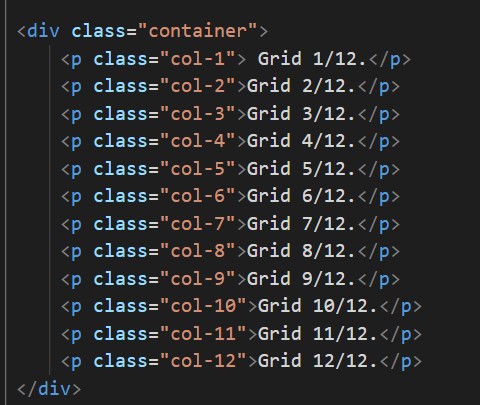 <div class="container">
    <p class="col-1"> Grid 1/12.</p>
    <p class="col-2">Grid 2/12.</p>
    <p class="col-3">Grid 3/12.</p>
    <p class="col-4">Grid 4/12.</p>
    <p class="col-5">Grid 5/12.</p>
    <p class="col-6">Grid 6/12.</p>
    <p class="col-7">Grid 7/12.</p>
    <p class="col-8">Grid 8/12.</p>
    <p class="col-9">Grid 9/12.</p>
    <p class="col-10">Grid 10/12.</p>
    <p class="col-11">Grid 11/12.</p>
    <p class="col-12">Grid 12/12.</p>
</div>